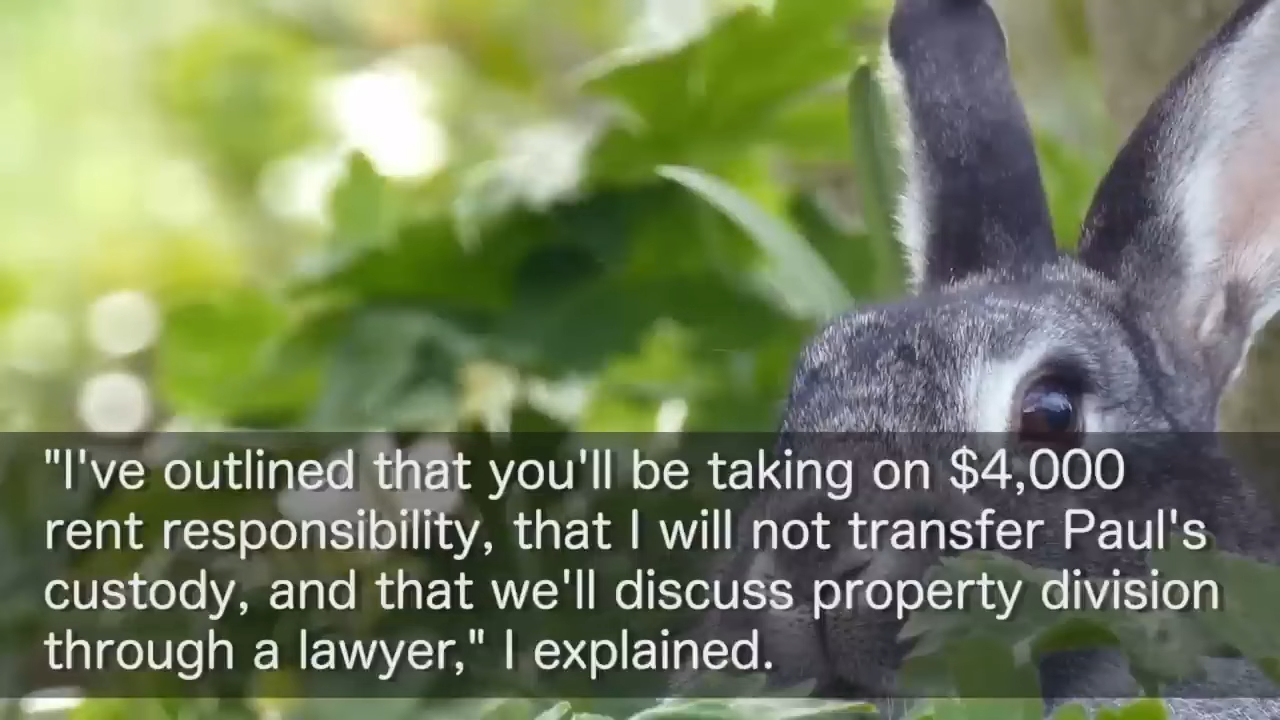 "I've outlined that you'll be taking on $4,000
rent responsibility, that I will not transfer Paul's
custody, and that we'll discuss property division
through a lawyer," I explained.